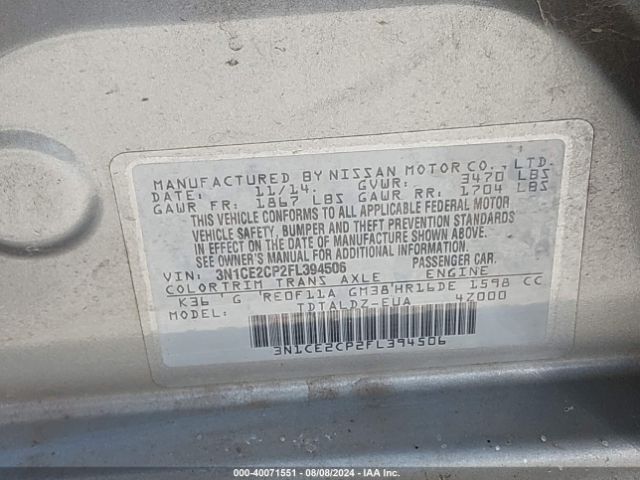 MANUFACTURED BY NISSAN MOTOR CO., LTD.
DATE: 11/14. GVWR: 3470 LBS
GAWR FR: 1867 LBS GAWR RR: 1704 LBS
THIS VEHICLE CONFORMS TO ALL APPLICABLE FEDERAL MOTOR
VEHICLE SAFETY, BUMPER AND THEFT PREVENTION STANDARDS
IN EFFECT ON THE DATE OF MANUFACTURE SHOWN ABOVE.
SEE OWNER'S MANUAL FOR ADDITIONAL INFORMATION.
VIN: 3N1CE2CP2FL394506 PASSENGER CAR.
COLOR TRIM TRANS AXLE ENGINE
K36 G RE0F11A GM38 HR16DE 1598 CC
MODEL: TDTALDZ-EUA 4Z000
3N1CE2CP2FL394506
000-40071551 | 08/08/2024 - IAA Inc.